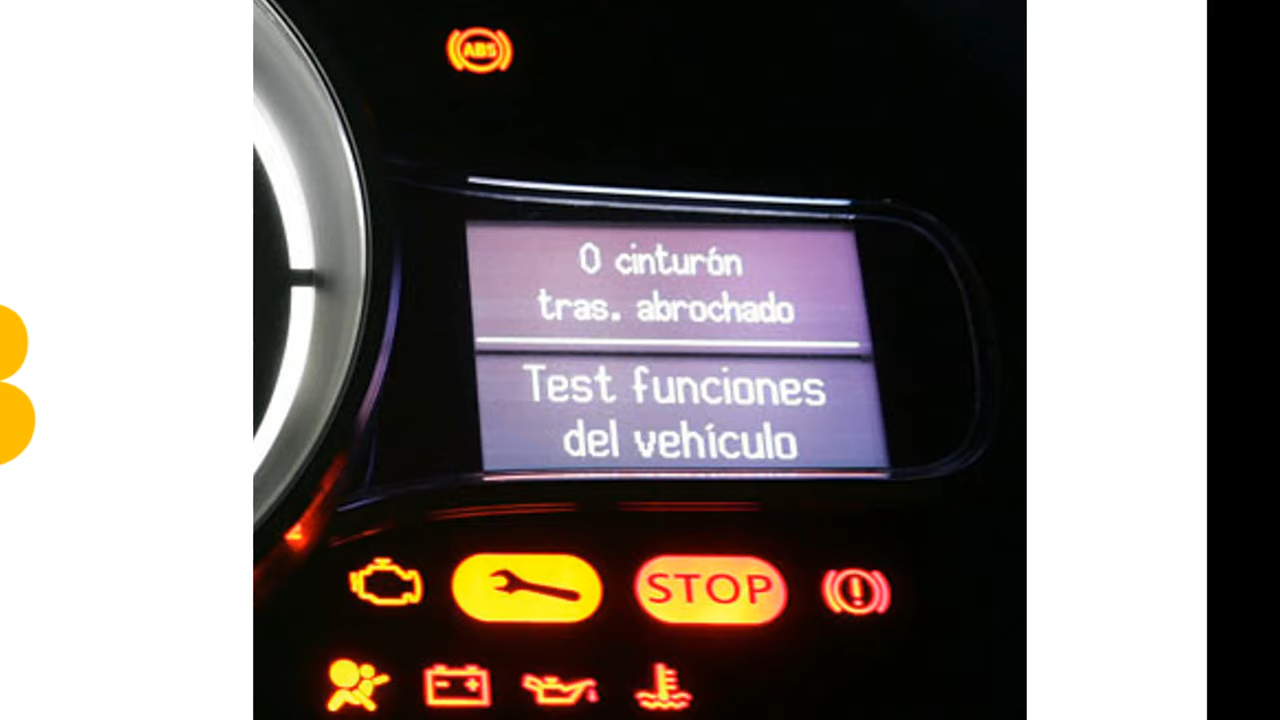 ABS
0 cinturón
tras. abrochado
Test funciones
del vehículo
STOP